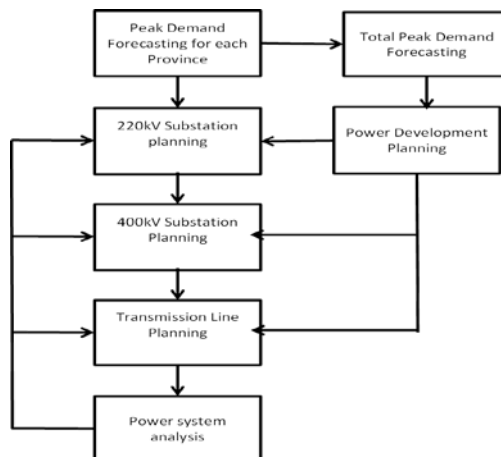 Peak Demand
Forecasting for each
Province
Total Peak Demand
Forecasting
220kV Substation
planning
Power Development
Planning
400kV Substation
Planning
Transmission Line
Planning
Power system
analysis